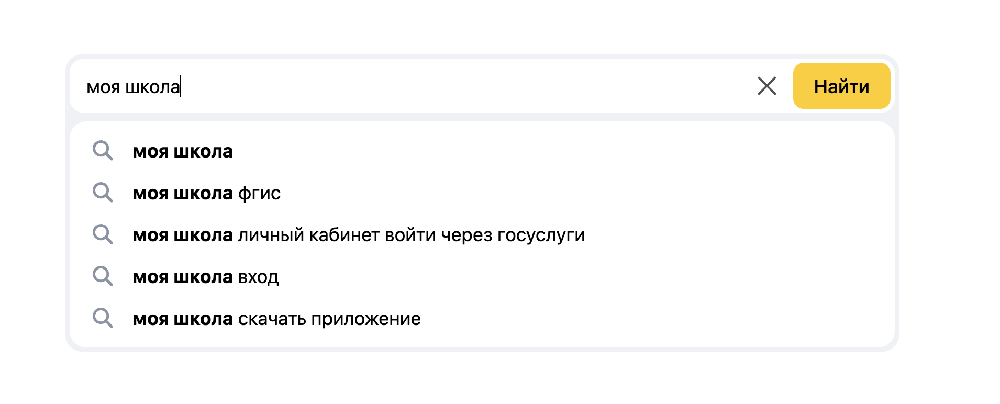 моя школа
Найти
моя школа
моя школа фгис
моя школа личный кабинет войти через госуслуги
моя школа вход
моя школа скачать приложение